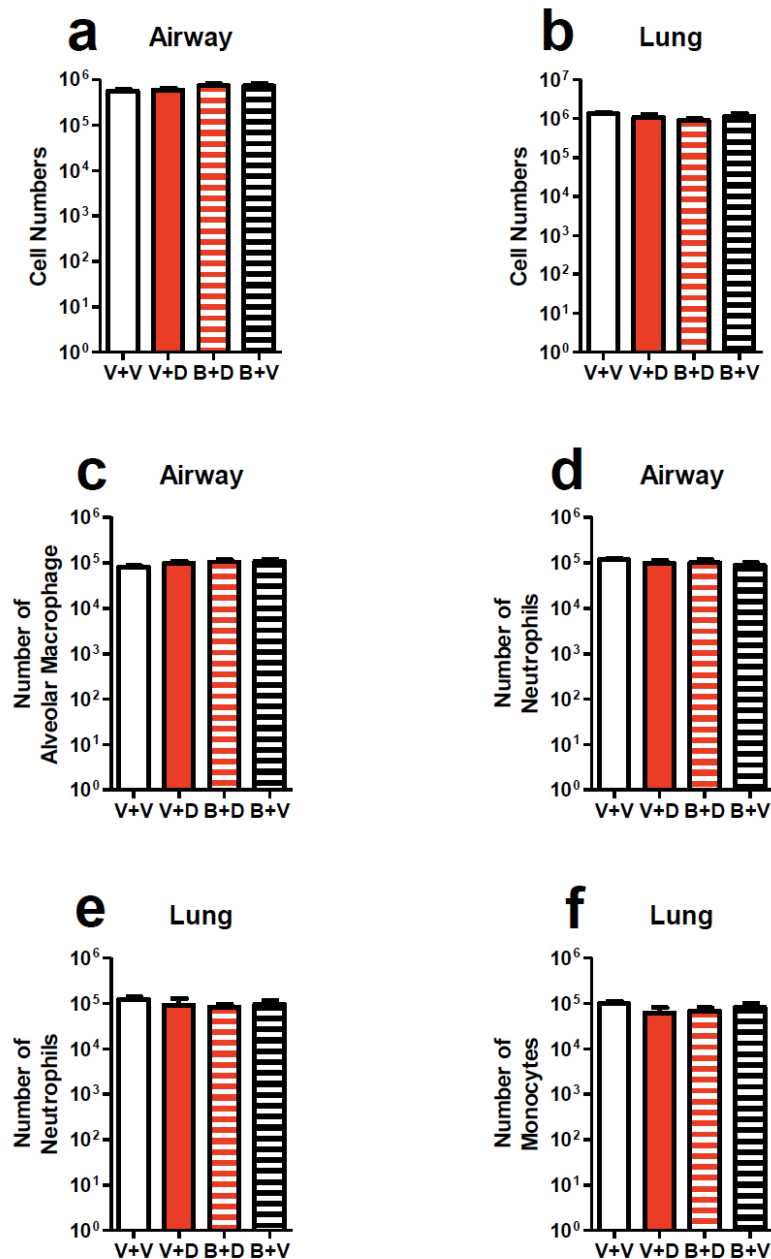 a Airway
Cell Numbers
10⁶
10⁵
10⁴
10³
10²
10¹
10⁰
V+V V+D B+D B+V
b Lung
Cell Numbers
10⁷
10⁶
10⁵
10⁴
10³
10²
10¹
10⁰
V+V V+D B+D B+V
c Airway
Number of
Alveolar Macrophage
10⁶
10⁵
10⁴
10³
10²
10¹
10⁰
V+V V+D B+D B+V
d Airway
Number of
Neutrophils
10⁶
10⁵
10⁴
10³
10²
10¹
10⁰
V+V V+D B+D B+V
e Lung
Number of
Neutrophils
10⁶
10⁵
10⁴
10³
10²
10¹
10⁰
V+V V+D B+D B+V
f Lung
Number of
Monocytes
10⁶
10⁵
10⁴
10³
10²
10¹
10⁰
V+V V+D B+D B+V